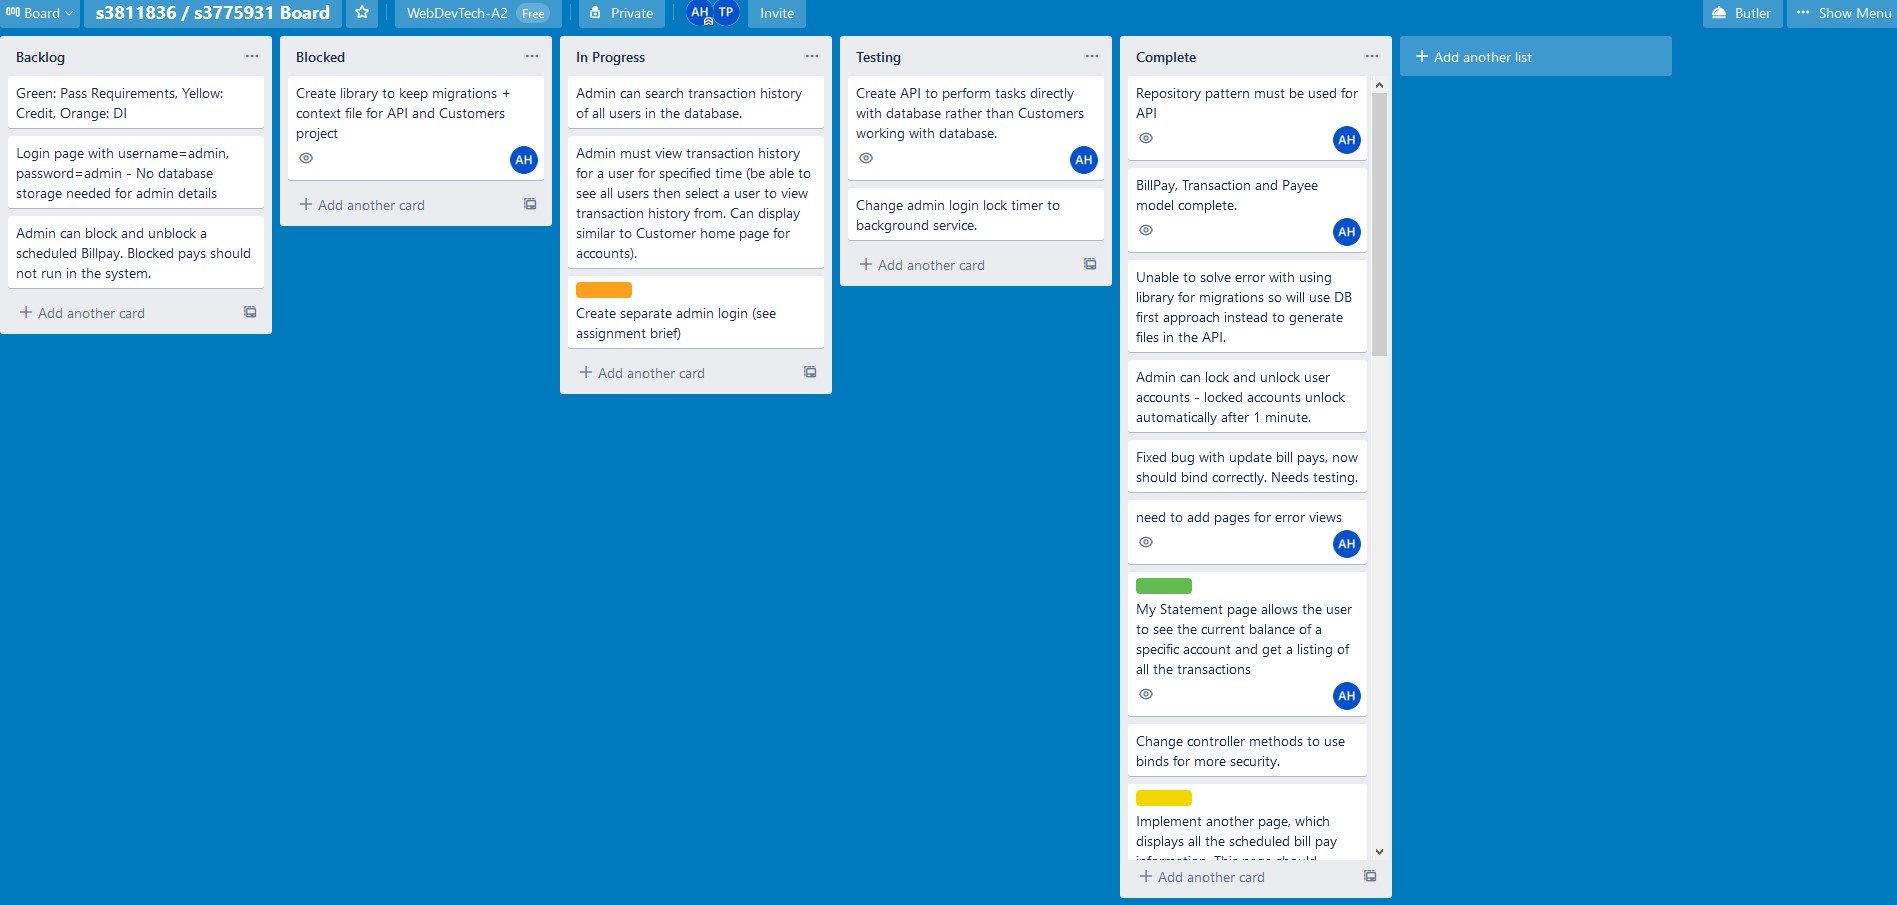 Board
s3811836 / s3775931 Board
WebDevTech-A2 Free
Private
AH TP
Invite
Butler
··· Show Menu
Backlog ···
Green: Pass Requirements, Yellow:
Credit, Orange: DI
Login page with username=admin,
password=admin - No database
storage needed for admin details
Admin can block and unblock a
scheduled Billpay. Blocked pays should
not run in the system.
+ Add another card
Blocked ···
Create library to keep migrations +
context file for API and Customers
project
AH
+ Add another card
In Progress ···
Admin can search transaction history
of all users in the database.
Admin must view transaction history
for a user for specified time (be able to
see all users then select a user to view
transaction history from. Can display
similar to Customer home page for
accounts).
Create separate admin login (see
assignment brief)
+ Add another card
Testing ···
Create API to perform tasks directly
with database rather than Customers
working with database.
AH
Change admin login lock timer to
background service.
+ Add another card
Complete ···
Repository pattern must be used for
API
AH
BillPay, Transaction and Payee
model complete.
AH
Unable to solve error with using
library for migrations so will use DB
first approach instead to generate
files in the API.
Admin can lock and unlock user
accounts - locked accounts unlock
automatically after 1 minute.
Fixed bug with update bill pays, now
should bind correctly. Needs testing.
need to add pages for error views
AH
My Statement page allows the user
to see the current balance of a
specific account and get a listing of
all the transactions
AH
Change controller methods to use
binds for more security.
Implement another page, which
displays all the scheduled bill pay
information. This page should
+ Add another card
+ Add another list